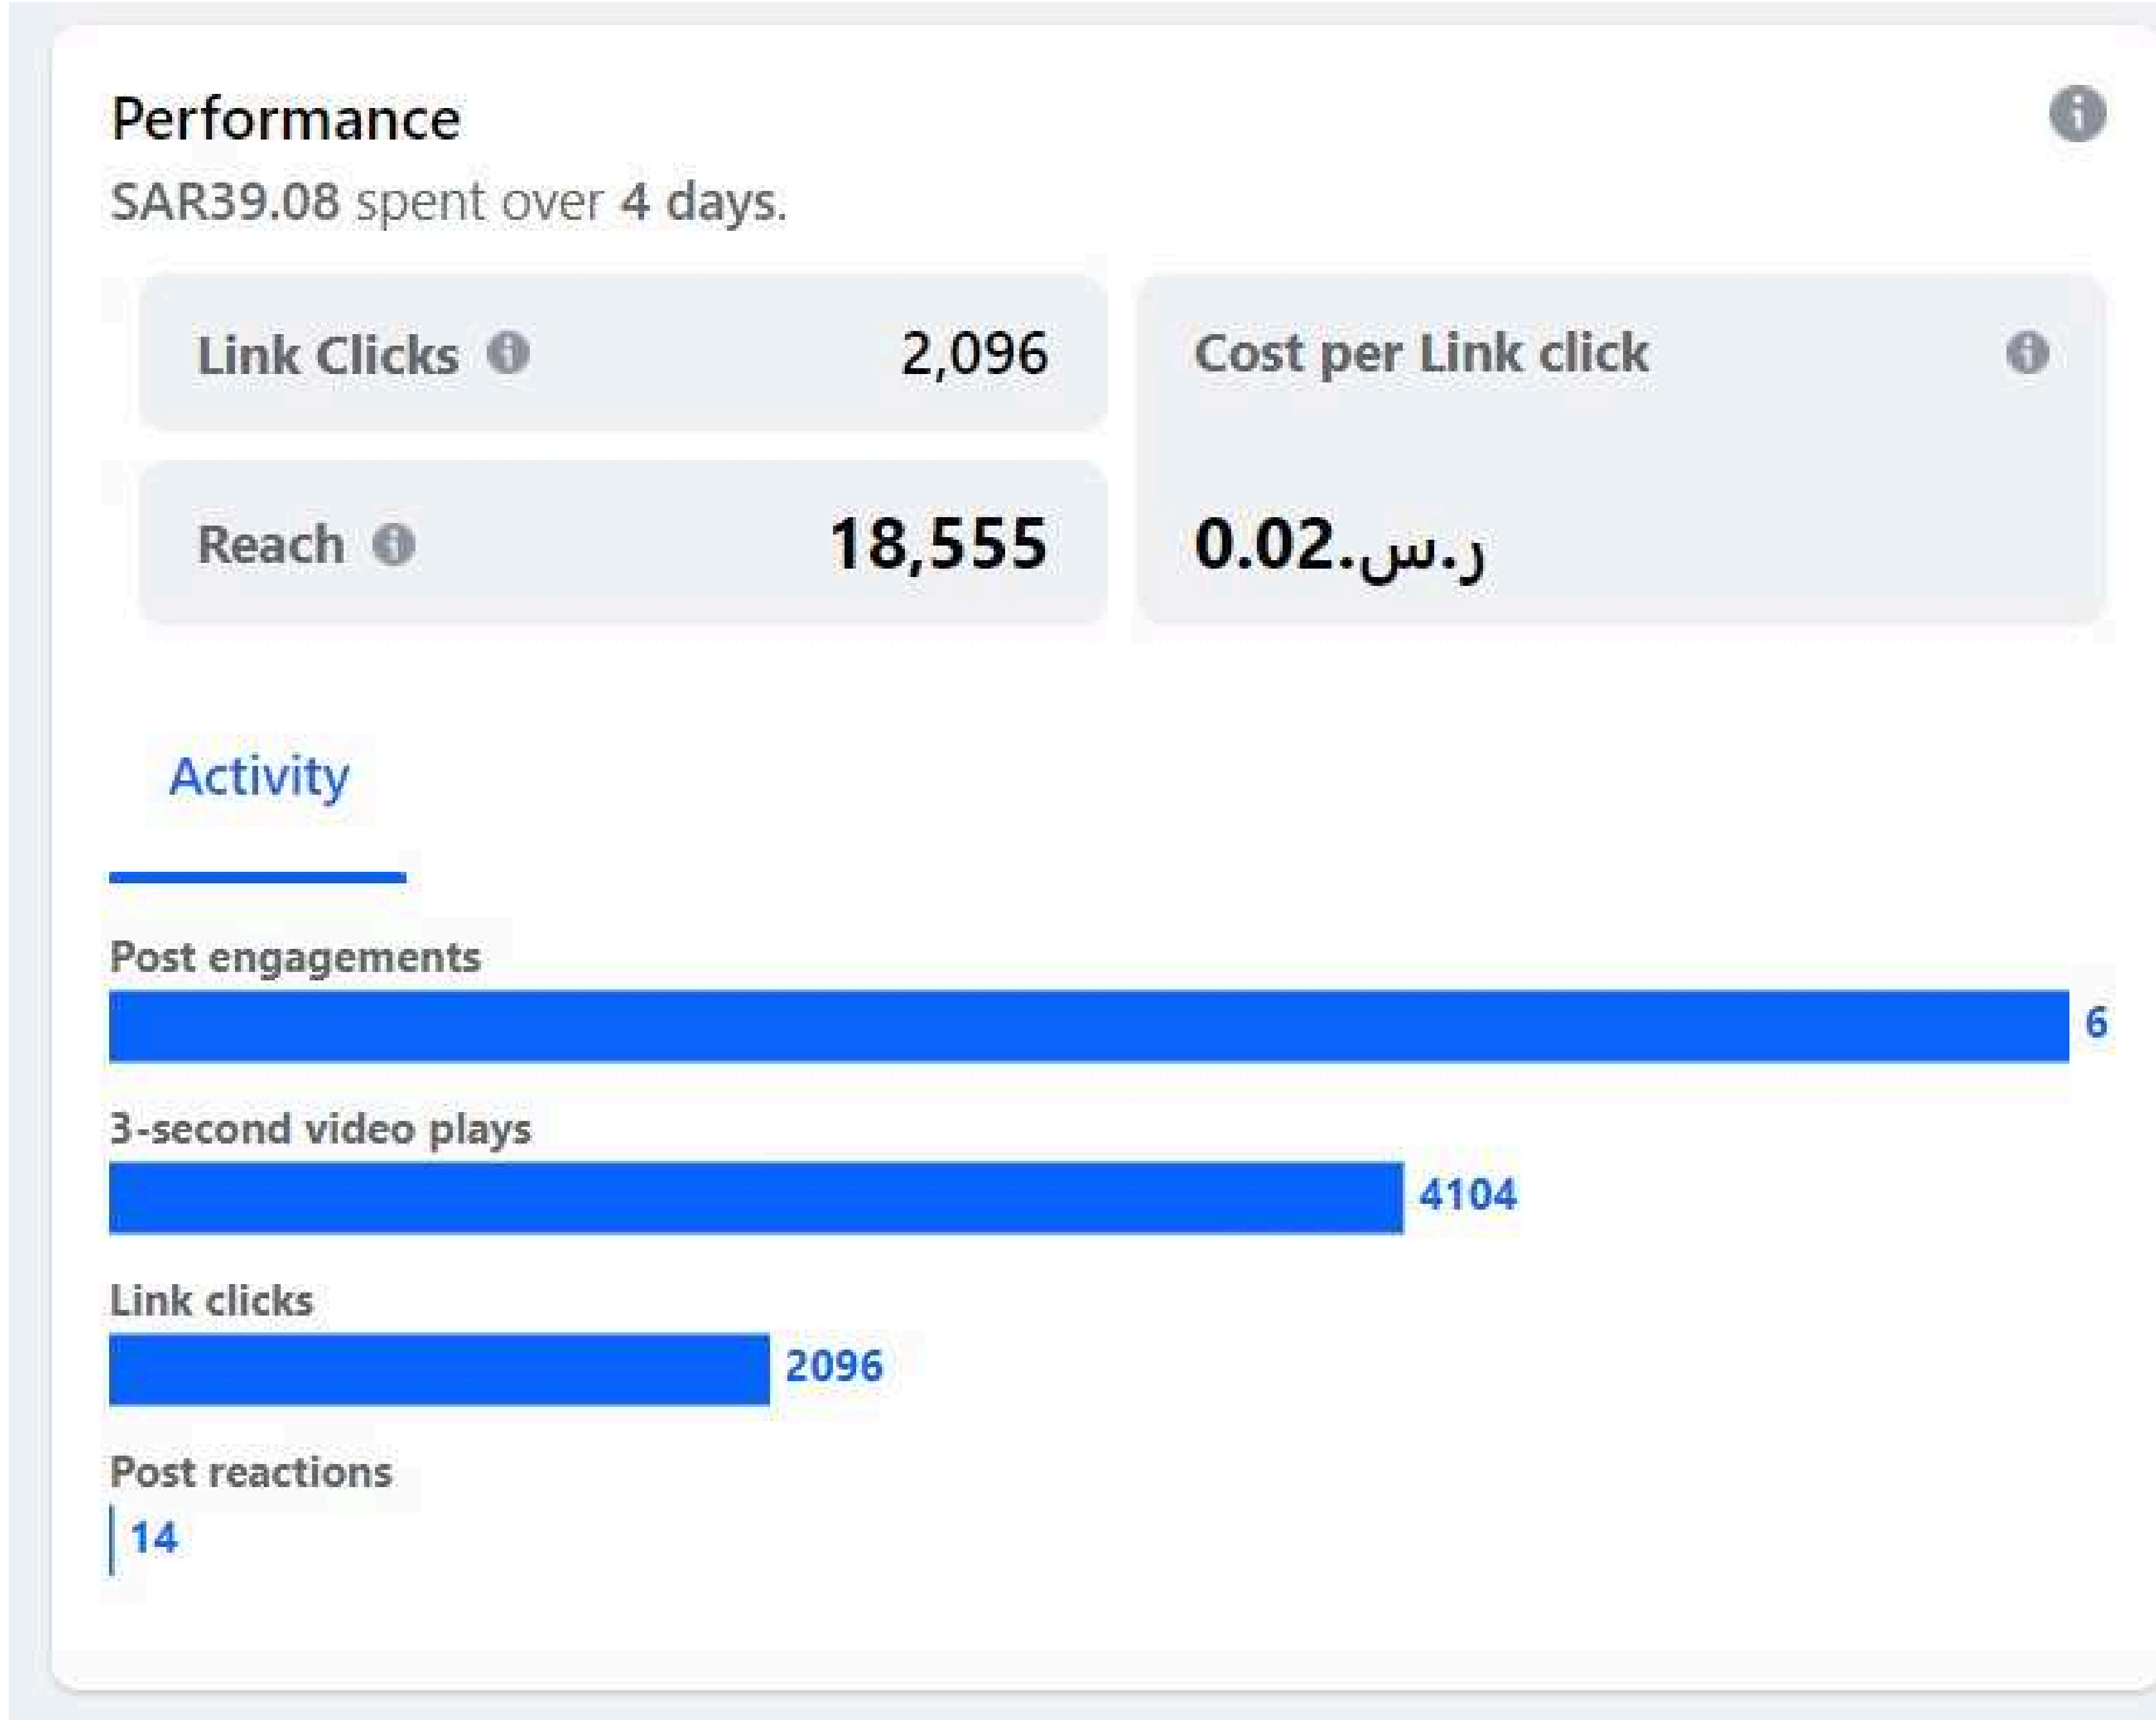 Performance
SAR39.08 spent over 4 days.
Link Clicks 2,096
Cost per Link click
Reach 18,555
ر.س.0.02
Activity
Post engagements
6
3-second video plays
4104
Link clicks
2096
Post reactions
14